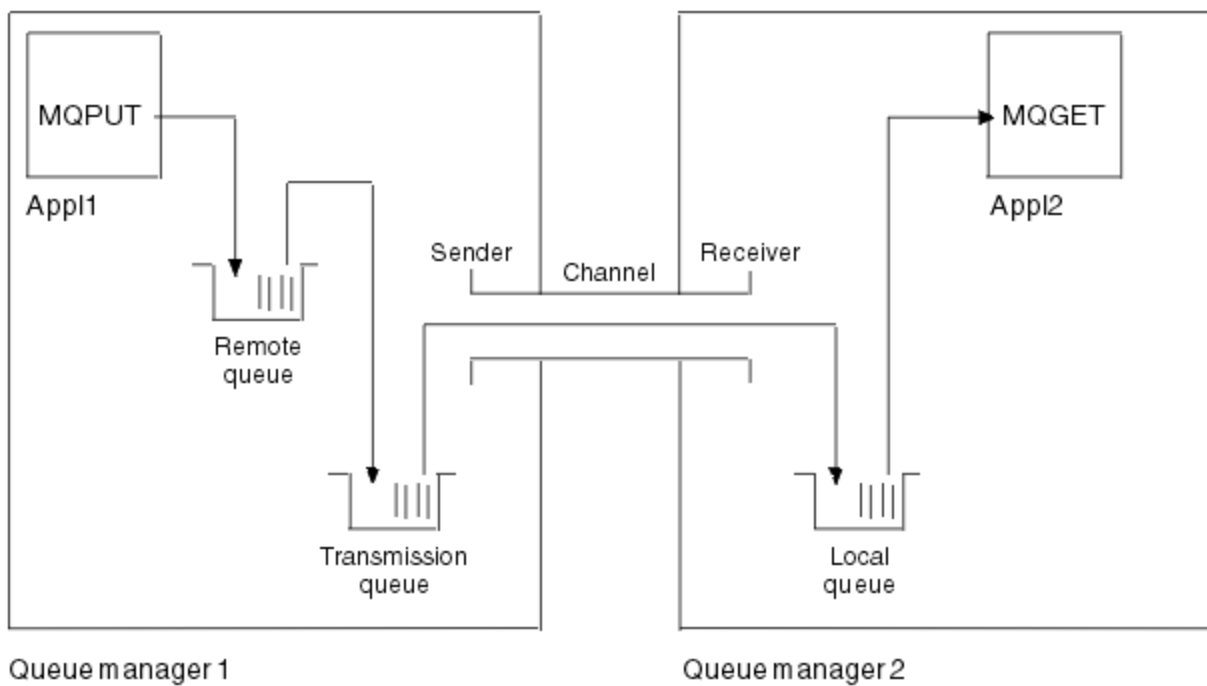 MQPUT
Appl1
Remote
queue
Transmission
queue
Sender
Channel
Receiver
MQGET
Appl2
Local
queue
Queue manager 1
Queue manager 2